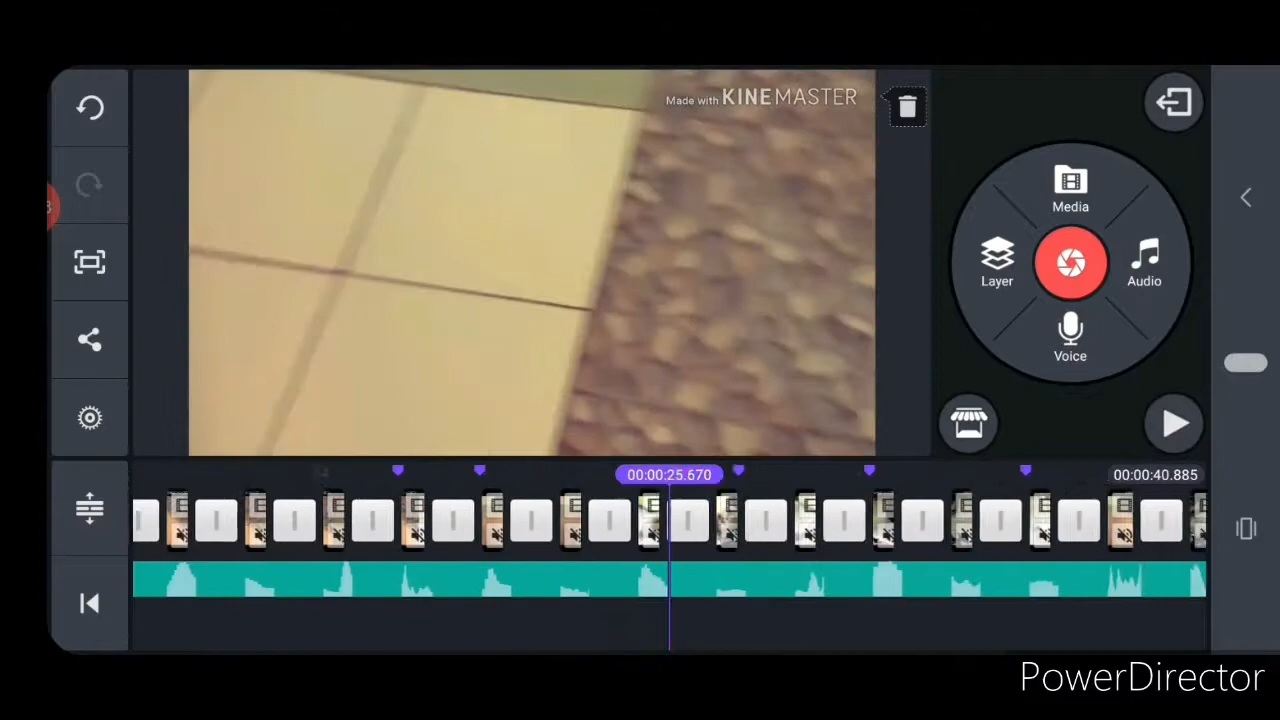 Made with KINEMASTER
Media
Layer
Audio
Voice
00:00:25.670
00:00:40.885
PowerDirector